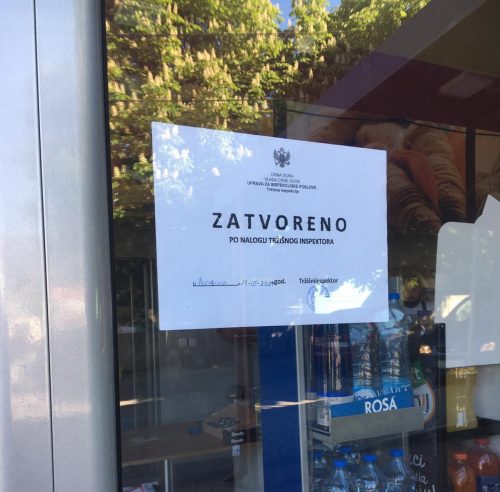 CRNA GORA
VLADA CRNE GORE
UPRAVA ZA INSPEKCIJSKE POSLOVE
Tržišna inspekcija
ZATVORENO
PO NALOGU TRŽIŠNOG INSPEKTORA
god. Tržišni inspektor
ROSA